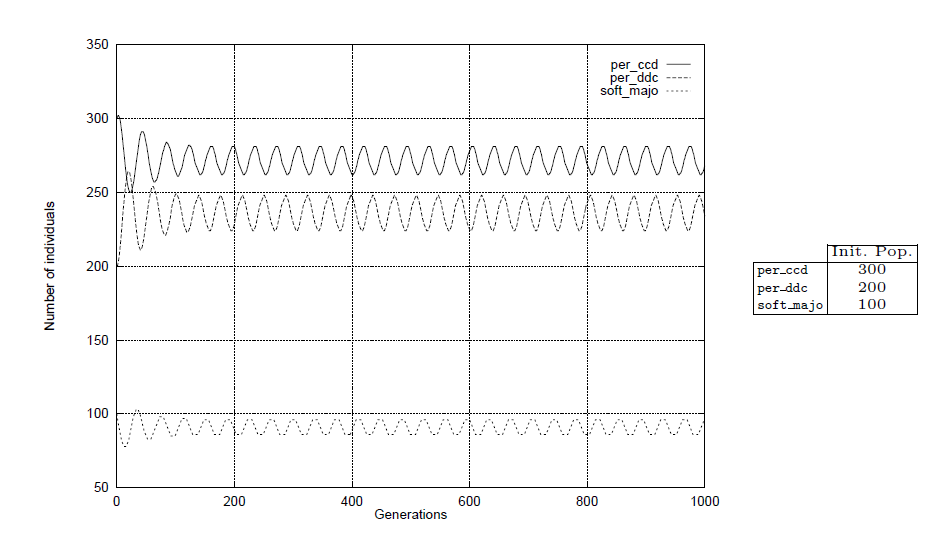 350
300
250
200
150
100
50
0
200
400
600
800
1000
Number of individuals
Generations
per_ccd
per_ddc
soft_majo
Init. Pop.
per_ccd 300
per_ddc 200
soft_majo 100